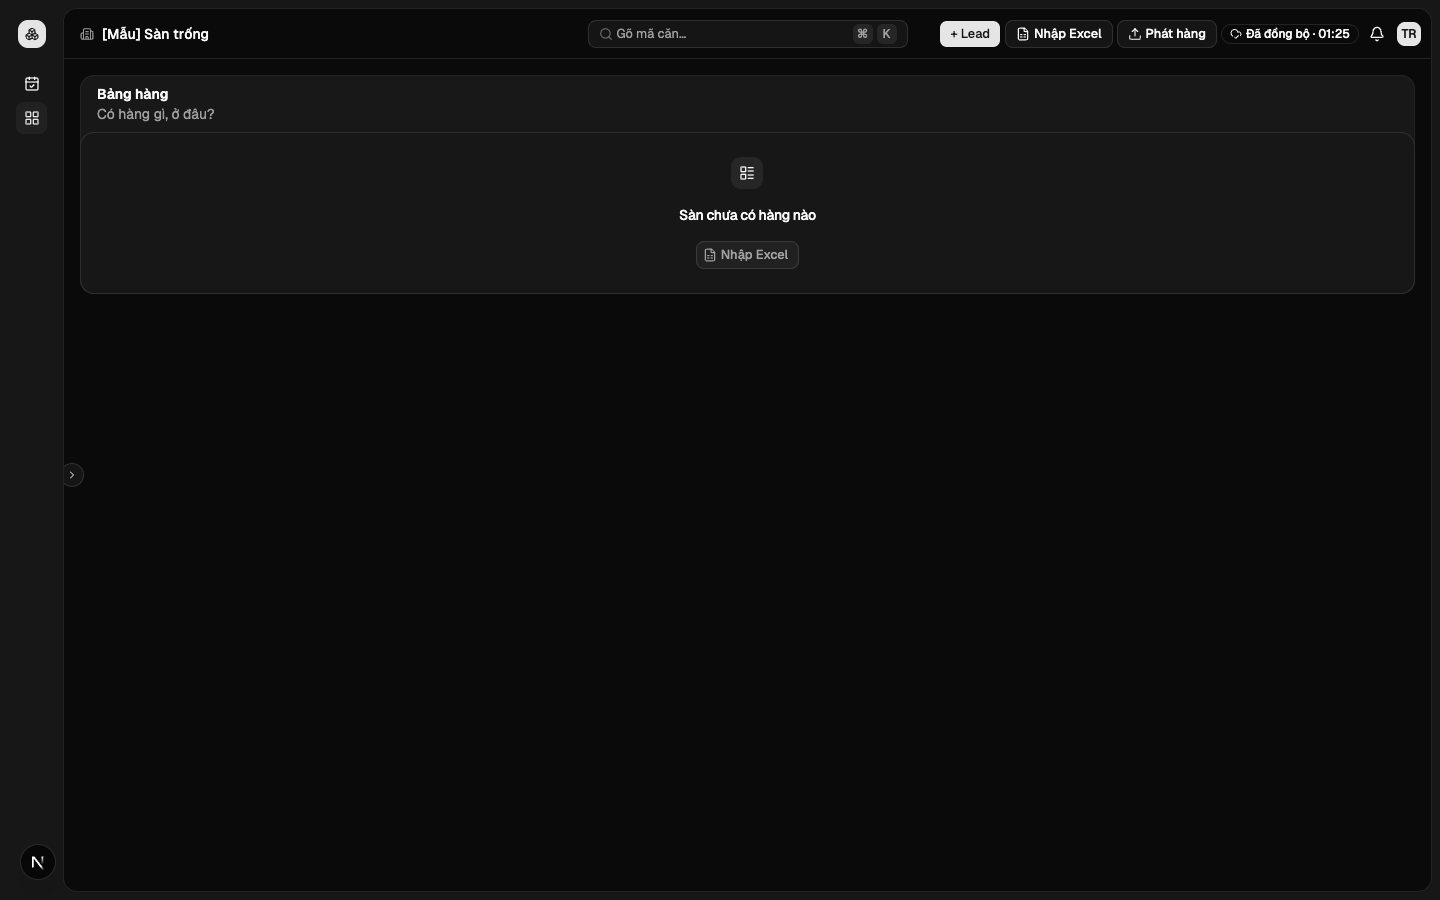 [Mẫu] Sàn trống
Gõ mã căn...
⌘ K
+ Lead
Nhập Excel
Phát hàng
Đã đồng bộ · 01:25
TR
Bảng hàng
Có hàng gì, ở đâu?
Sàn chưa có hàng nào
Nhập Excel
N